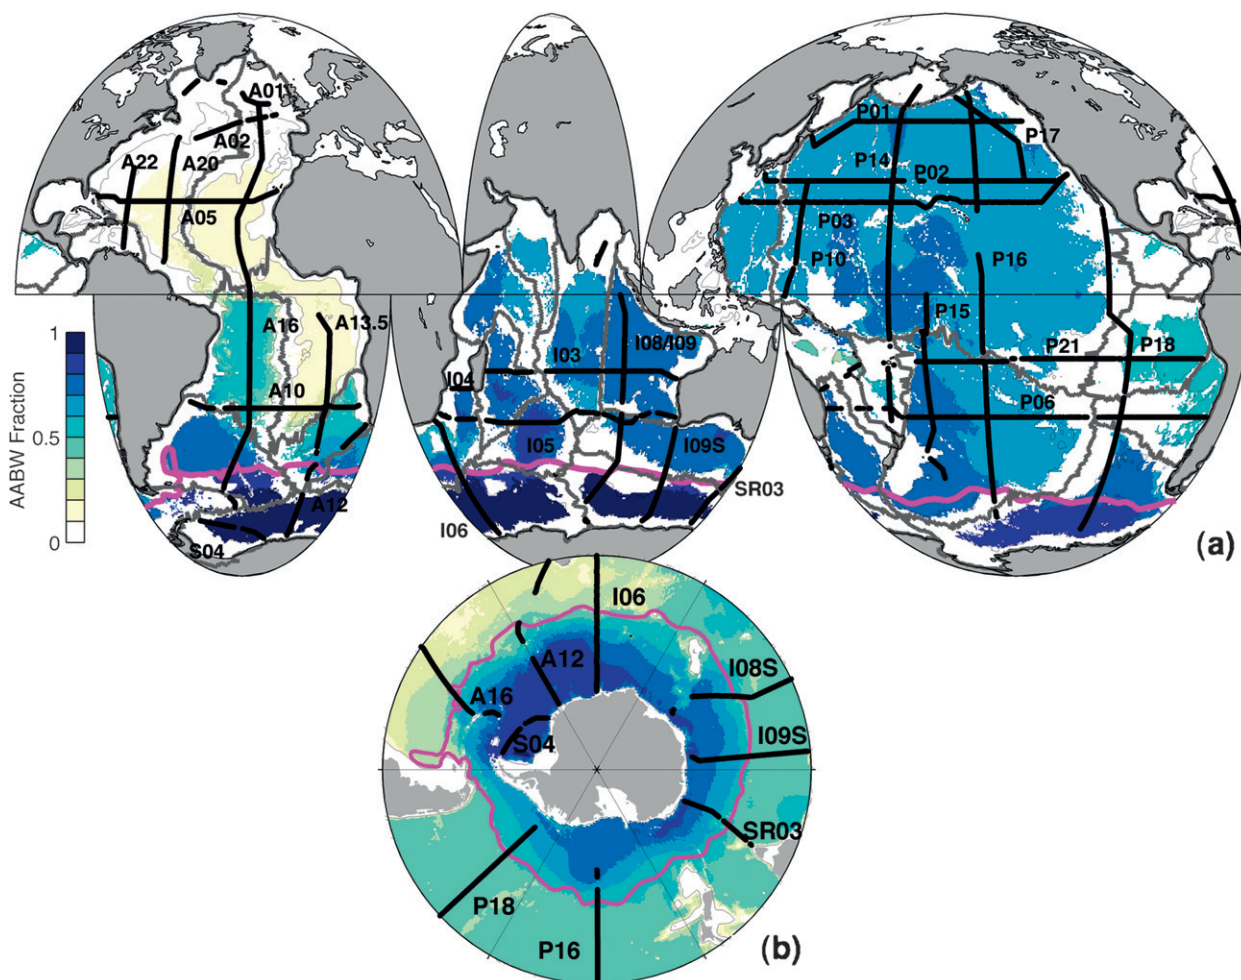 A01
A02
A22
A20
A05
P01
P17
P14
P02
P03
P10
P16
1
AABW Fraction
0.5
0
A16
A13.5
A10
A12
S04
I03
I08/I09
I04
I05
I09S
SR03
I06
P15
P21
P18
P06
(a)
I06
A12
A16
S04
I08S
I09S
SR03
P18
P16
(b)